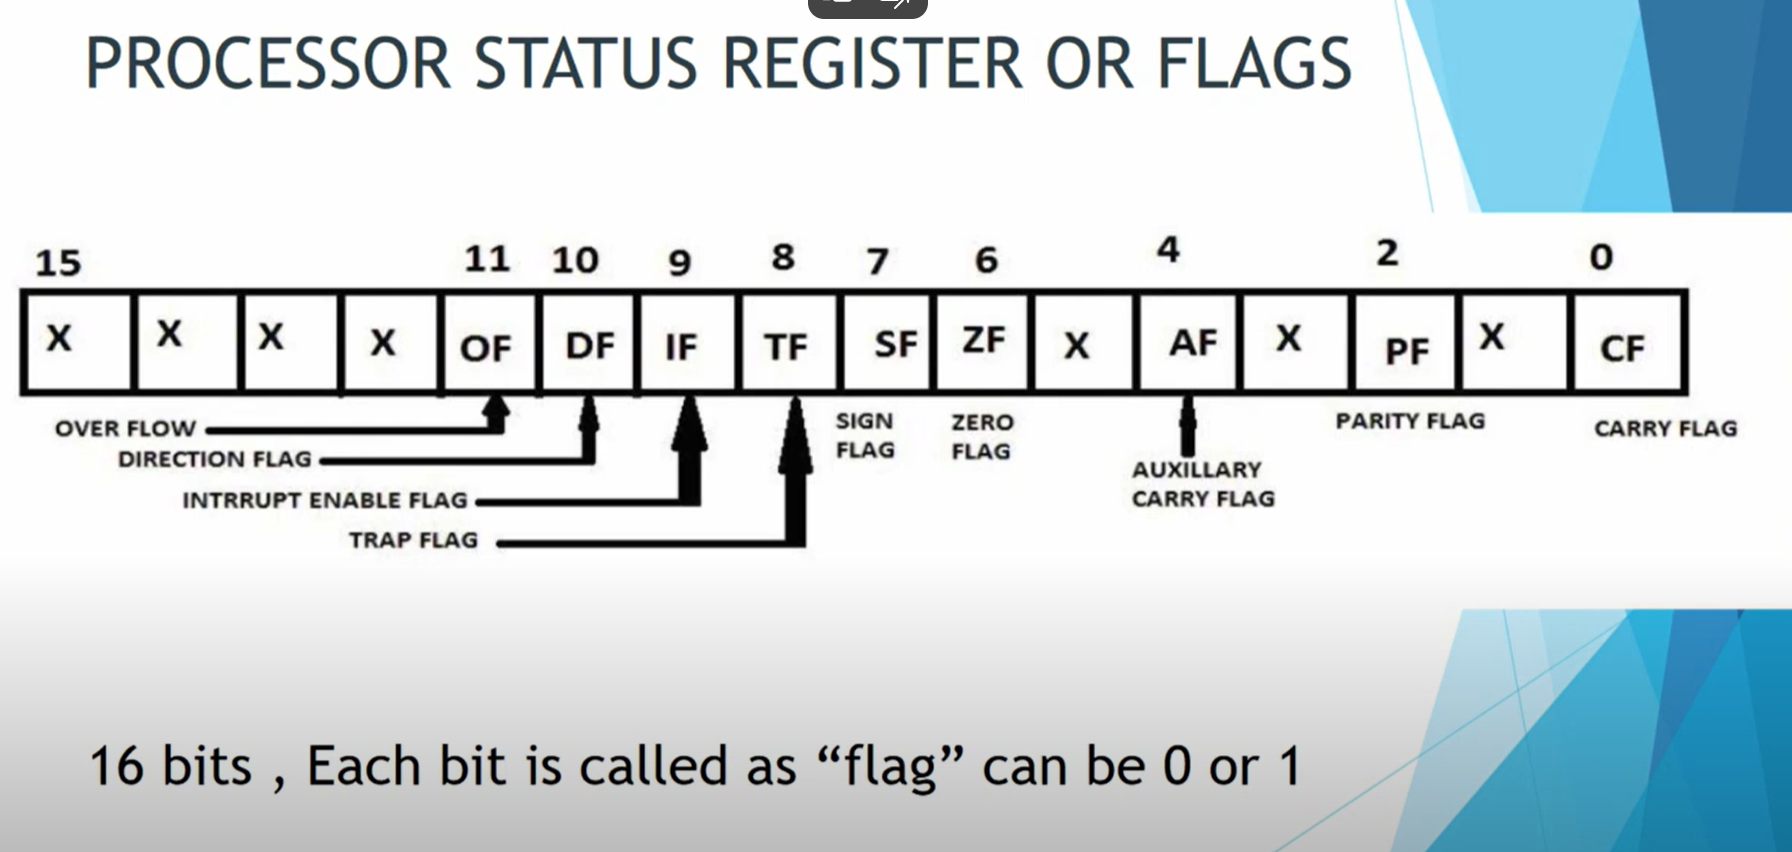 PROCESSOR STATUS REGISTER OR FLAGS
15 11 10 9 8 7 6 4 2 0
X X X X OF DF IF TF SF ZF X AF X PF X CF
OVER FLOW
DIRECTION FLAG
INTRRUPT ENABLE FLAG
TRAP FLAG
SIGN
FLAG
ZERO
FLAG
AUXILLARY
CARRY FLAG
PARITY FLAG
CARRY FLAG
16 bits , Each bit is called as “flag” can be 0 or 1